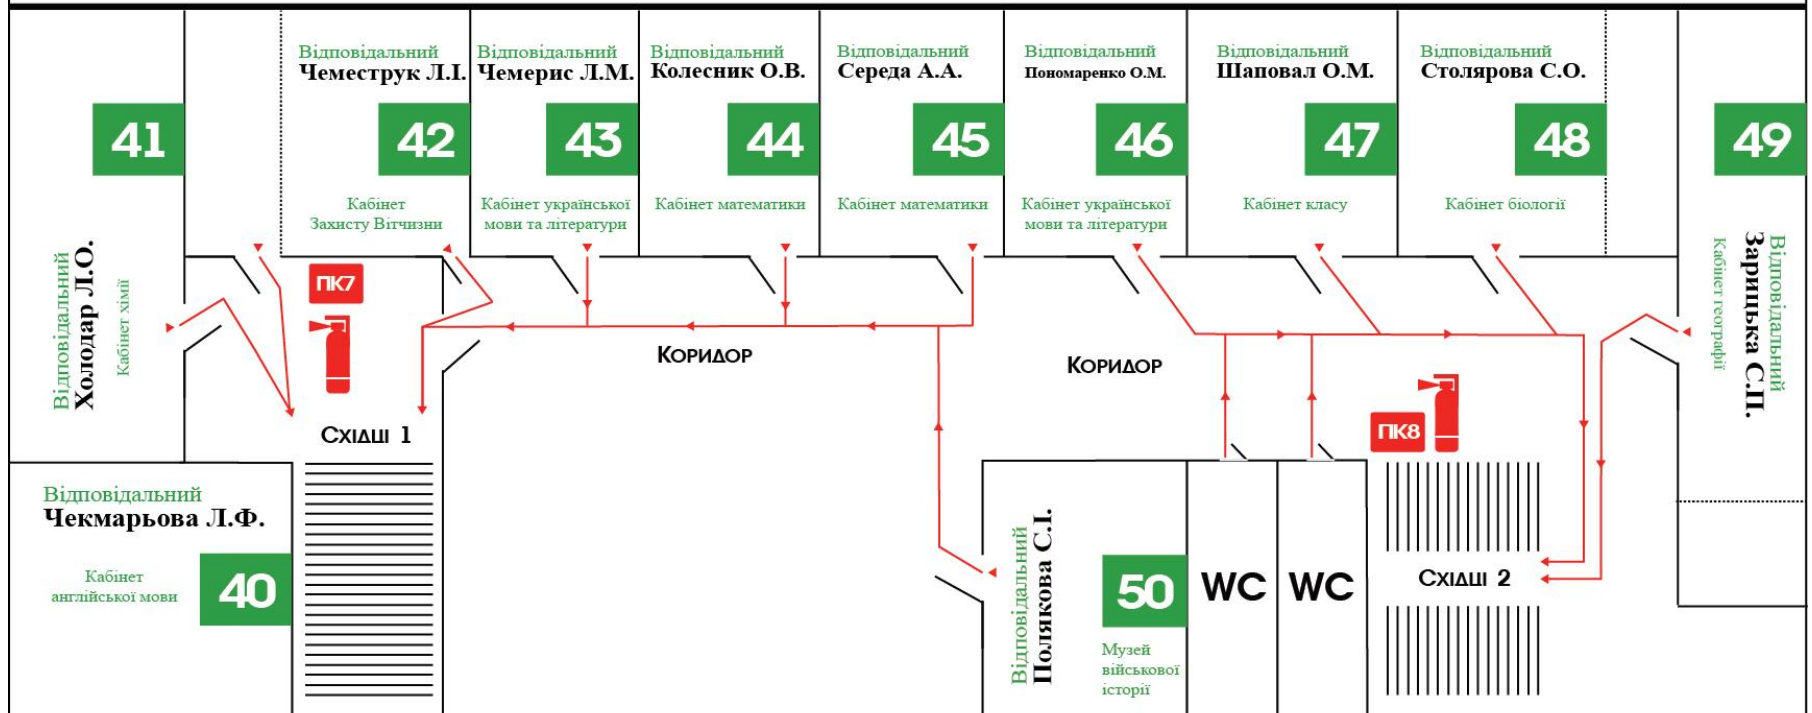 Відповідальний
Чеместрук Л.І.
42
Кабінет
Захисту Вітчизни
Відповідальний
Чемерис Л.М.
43
Кабінет української
мови та літератури
Відповідальний
Колесник О.В.
44
Кабінет математики
Відповідальний
Середа А.А.
45
Кабінет математики
Відповідальний
Пономаренко О.М.
46
Кабінет української
мови та літератури
Відповідальний
Шаповал О.М.
47
Кабінет класу
Відповідальний
Столярова С.О.
48
Кабінет біології
41
Відповідальний
Холодар Л.О.
Кабінет хімії
49
Відповідальний
Зарицька С.П.
Кабінет географії
ПК7
Коридор
Коридор
ПК8
Східці 1
Відповідальний
Чекмарьова Л.Ф.
Кабінет
англійської мови
40
Відповідальний
Полякова С.І.
50
Музей
військової
історії
WC
WC
Східці 2